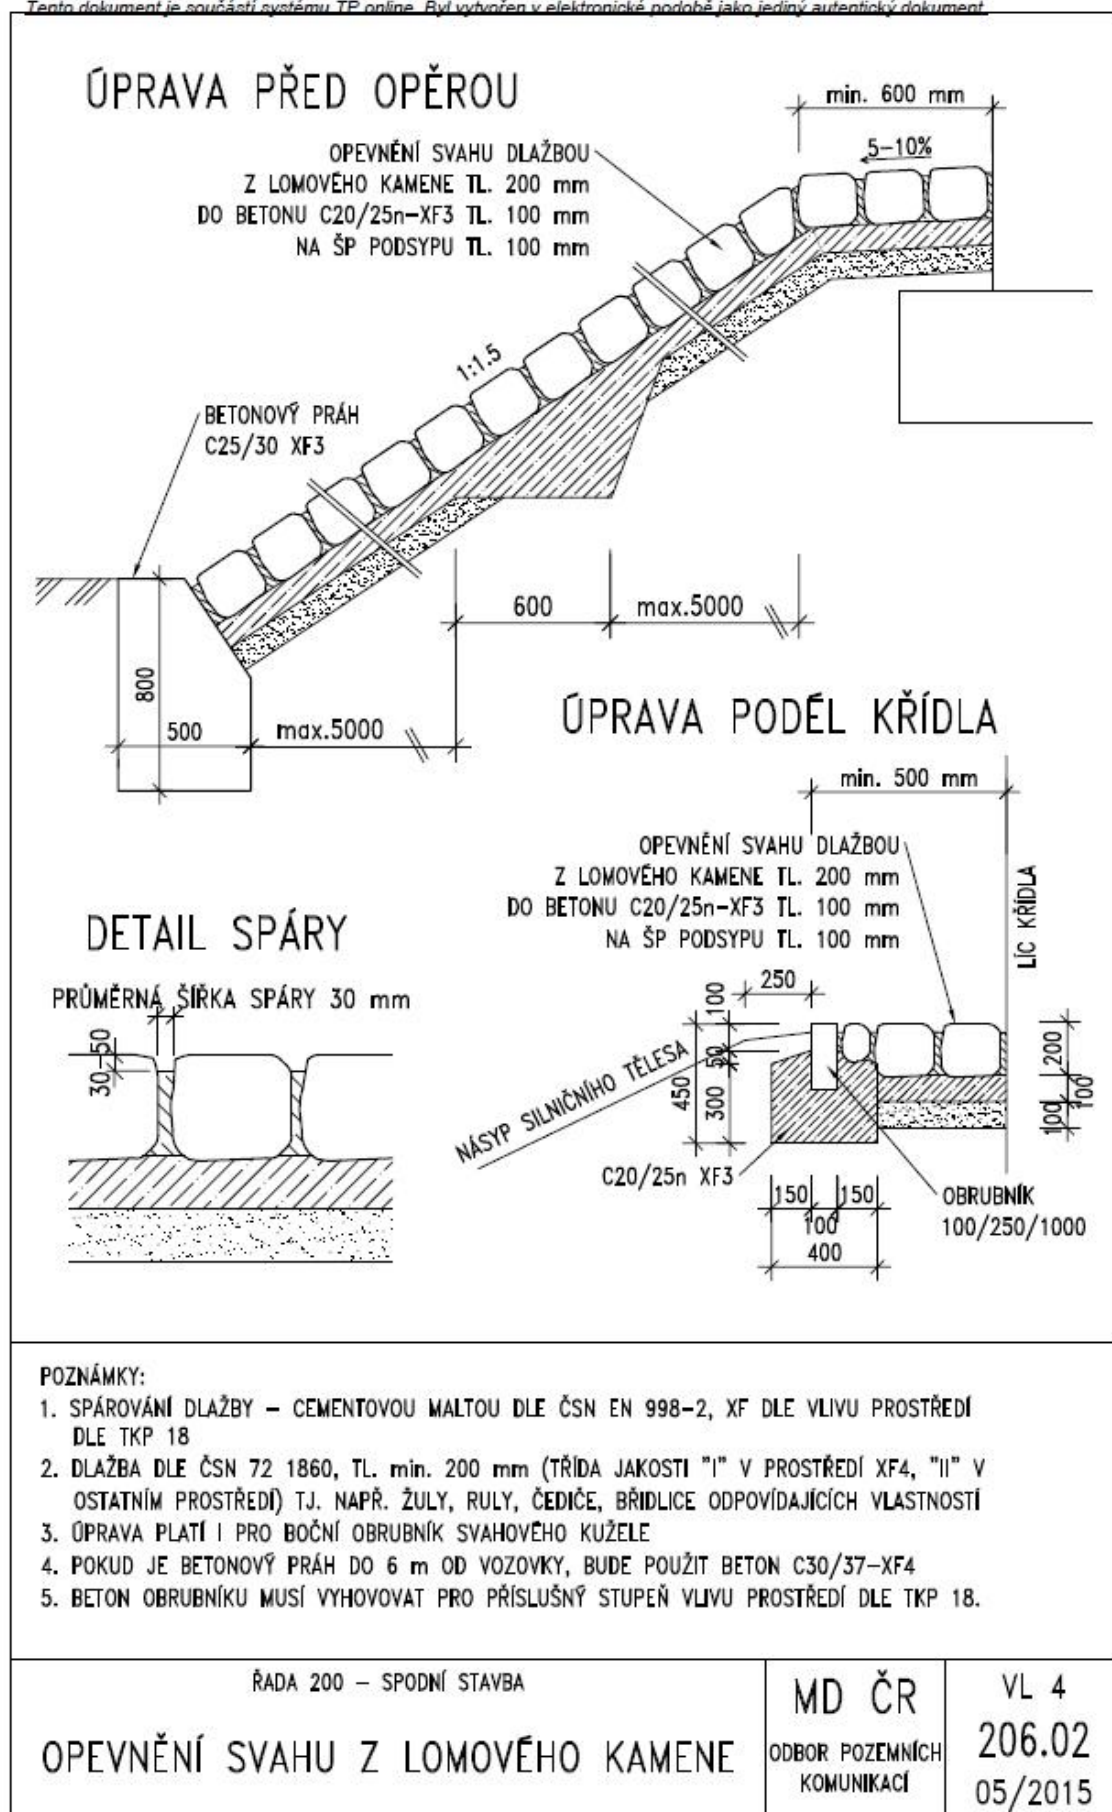 Tento dokument je součástí systému TP online. Byl vytvořen v elektronické podobě jako jediný autentický dokument.
ÚPRAVA PŘED OPĚROU
min. 600 mm
5-10%
OPEVNĚNÍ SVAHU DLAŽBOU
Z LOMOVÉHO KAMENE TL. 200 mm
DO BETONU C20/25n-XF3 TL. 100 mm
NA ŠP PODSYPU TL. 100 mm
1:1.5
BETONOVÝ PRÁH
C25/30 XF3
600
max.5000
800
500
max.5000
ÚPRAVA PODÉL KŘÍDLA
min. 500 mm
OPEVNĚNÍ SVAHU DLAŽBOU
Z LOMOVÉHO KAMENE TL. 200 mm
DO BETONU C20/25n-XF3 TL. 100 mm
NA ŠP PODSYPU TL. 100 mm
LÍC KŘÍDLA
DETAIL SPÁRY
PRŮMĚRNÁ ŠÍŘKA SPÁRY 30 mm
30-50
250
100
50
300
450
NÁSYP SILNIČNÍHO TĚLESA
200
100
100
C20/25n XF3
150
150
100
400
OBRUBNÍK
100/250/1000
POZNÁMKY:
1. SPÁROVÁNÍ DLAŽBY – CEMENTOVOU MALTOU DLE ČSN EN 998-2, XF DLE VLIVU PROSTŘEDÍ
DLE TKP 18
2. DLAŽBA DLE ČSN 72 1860, TL. min. 200 mm (TŘÍDA JAKOSTI "I" V PROSTŘEDÍ XF4, "II" V
OSTATNÍM PROSTŘEDÍ) TJ. NAPŘ. ŽULY, RULY, ČEDIČE, BŘIDLICE ODPOVÍDAJÍCÍCH VLASTNOSTÍ
3. ÚPRAVA PLATÍ I PRO BOČNÍ OBRUBNÍK SVAHOVÉHO KUŽELE
4. POKUD JE BETONOVÝ PRÁH DO 6 m OD VOZOVKY, BUDE POUŽIT BETON C30/37-XF4
5. BETON OBRUBNÍKU MUSÍ VYHOVOVAT PRO PŘÍSLUŠNÝ STUPEŇ VLIVU PROSTŘEDÍ DLE TKP 18.
ŘADA 200 – SPODNÍ STAVBA
OPEVNĚNÍ SVAHU Z LOMOVÉHO KAMENE
MD ČR
ODBOR POZEMNÍCH
KOMUNIKACÍ
VL 4
206.02
05/2015